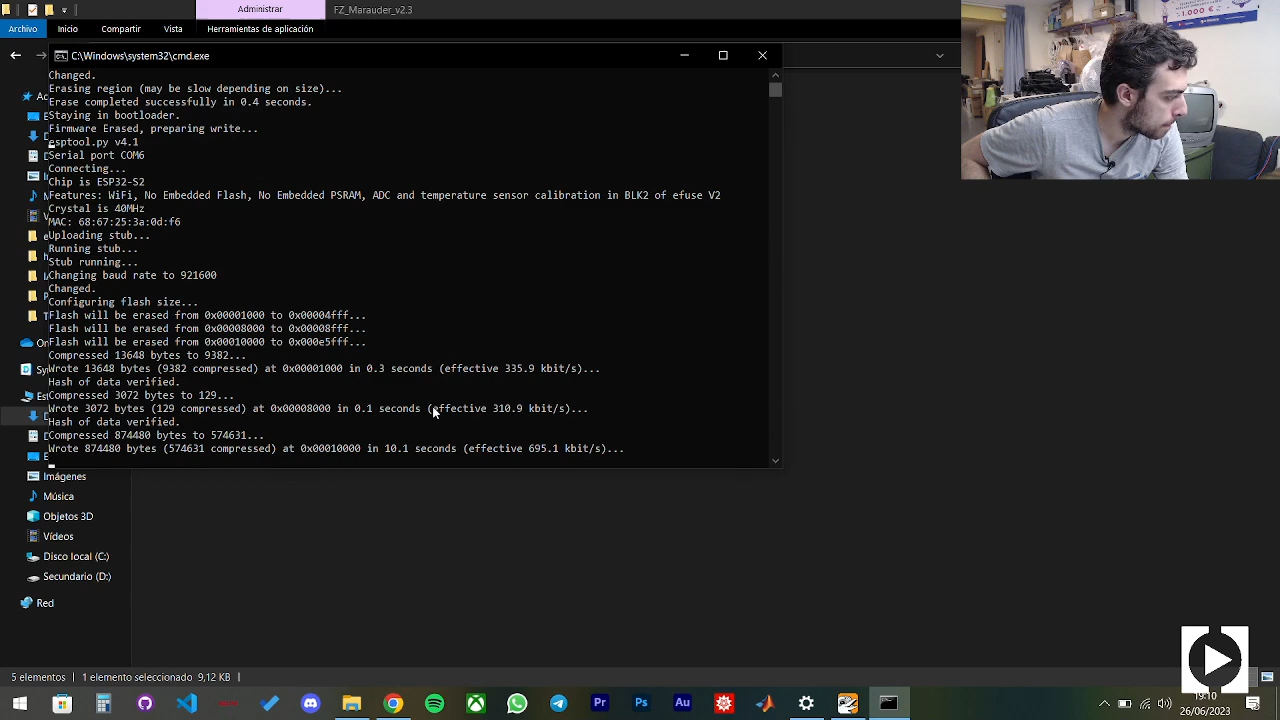 Administrar
FZ_Marauder_v2.3
Archivo
Inicio
Compartir
Vista
Herramientas de aplicación
C:\Windows\system32\cmd.exe
Changed.
Erasing region (may be slow depending on size)...
Erase completed successfully in 0.4 seconds.
Staying in bootloader.
Firmware Erased, preparing write...
esptool.py v4.1
Serial port COM6
Connecting...
Chip is ESP32-S2
Features: WiFi, No Embedded Flash, No Embedded PSRAM, ADC and temperature sensor calibration in BLK2 of efuse V2
Crystal is 40MHz
MAC: 68:67:25:3a:0d:f6
Uploading stub...
Running stub...
Stub running...
Changing baud rate to 921600
Changed.
Configuring flash size...
Flash will be erased from 0x00001000 to 0x00004fff...
Flash will be erased from 0x00008000 to 0x00008fff...
Flash will be erased from 0x00010000 to 0x000e5fff...
Compressed 13648 bytes to 9382...
Wrote 13648 bytes (9382 compressed) at 0x00001000 in 0.3 seconds (effective 335.9 kbit/s)...
Hash of data verified.
Compressed 3072 bytes to 129...
Wrote 3072 bytes (129 compressed) at 0x00008000 in 0.1 seconds (effective 310.9 kbit/s)...
Hash of data verified.
Compressed 874480 bytes to 574631...
Wrote 874480 bytes (574631 compressed) at 0x00010000 in 10.1 seconds (effective 695.1 kbit/s)...
Imágenes
Música
Objetos 3D
Vídeos
Disco local (C:)
Secundario (D:)
Red
5 elementos
1 elemento seleccionado 9,12 KB
1.000 €
19:10
26/06/2023